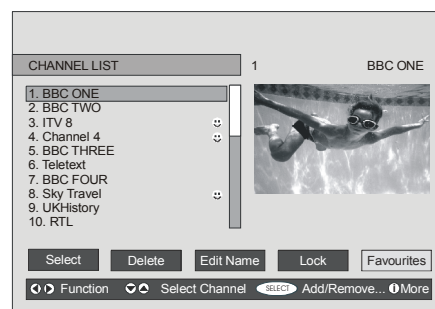 CHANNEL LIST
1 BBC ONE
1. BBC ONE
2. BBC TWO
3. ITV 8
4. Channel 4
5. BBC THREE
6. Teletext
7. BBC FOUR
8. Sky Travel
9. UKHistory
10. RTL
Select Delete Edit Name Lock Favourites
Function Select Channel SELECT Add/Remove... i More